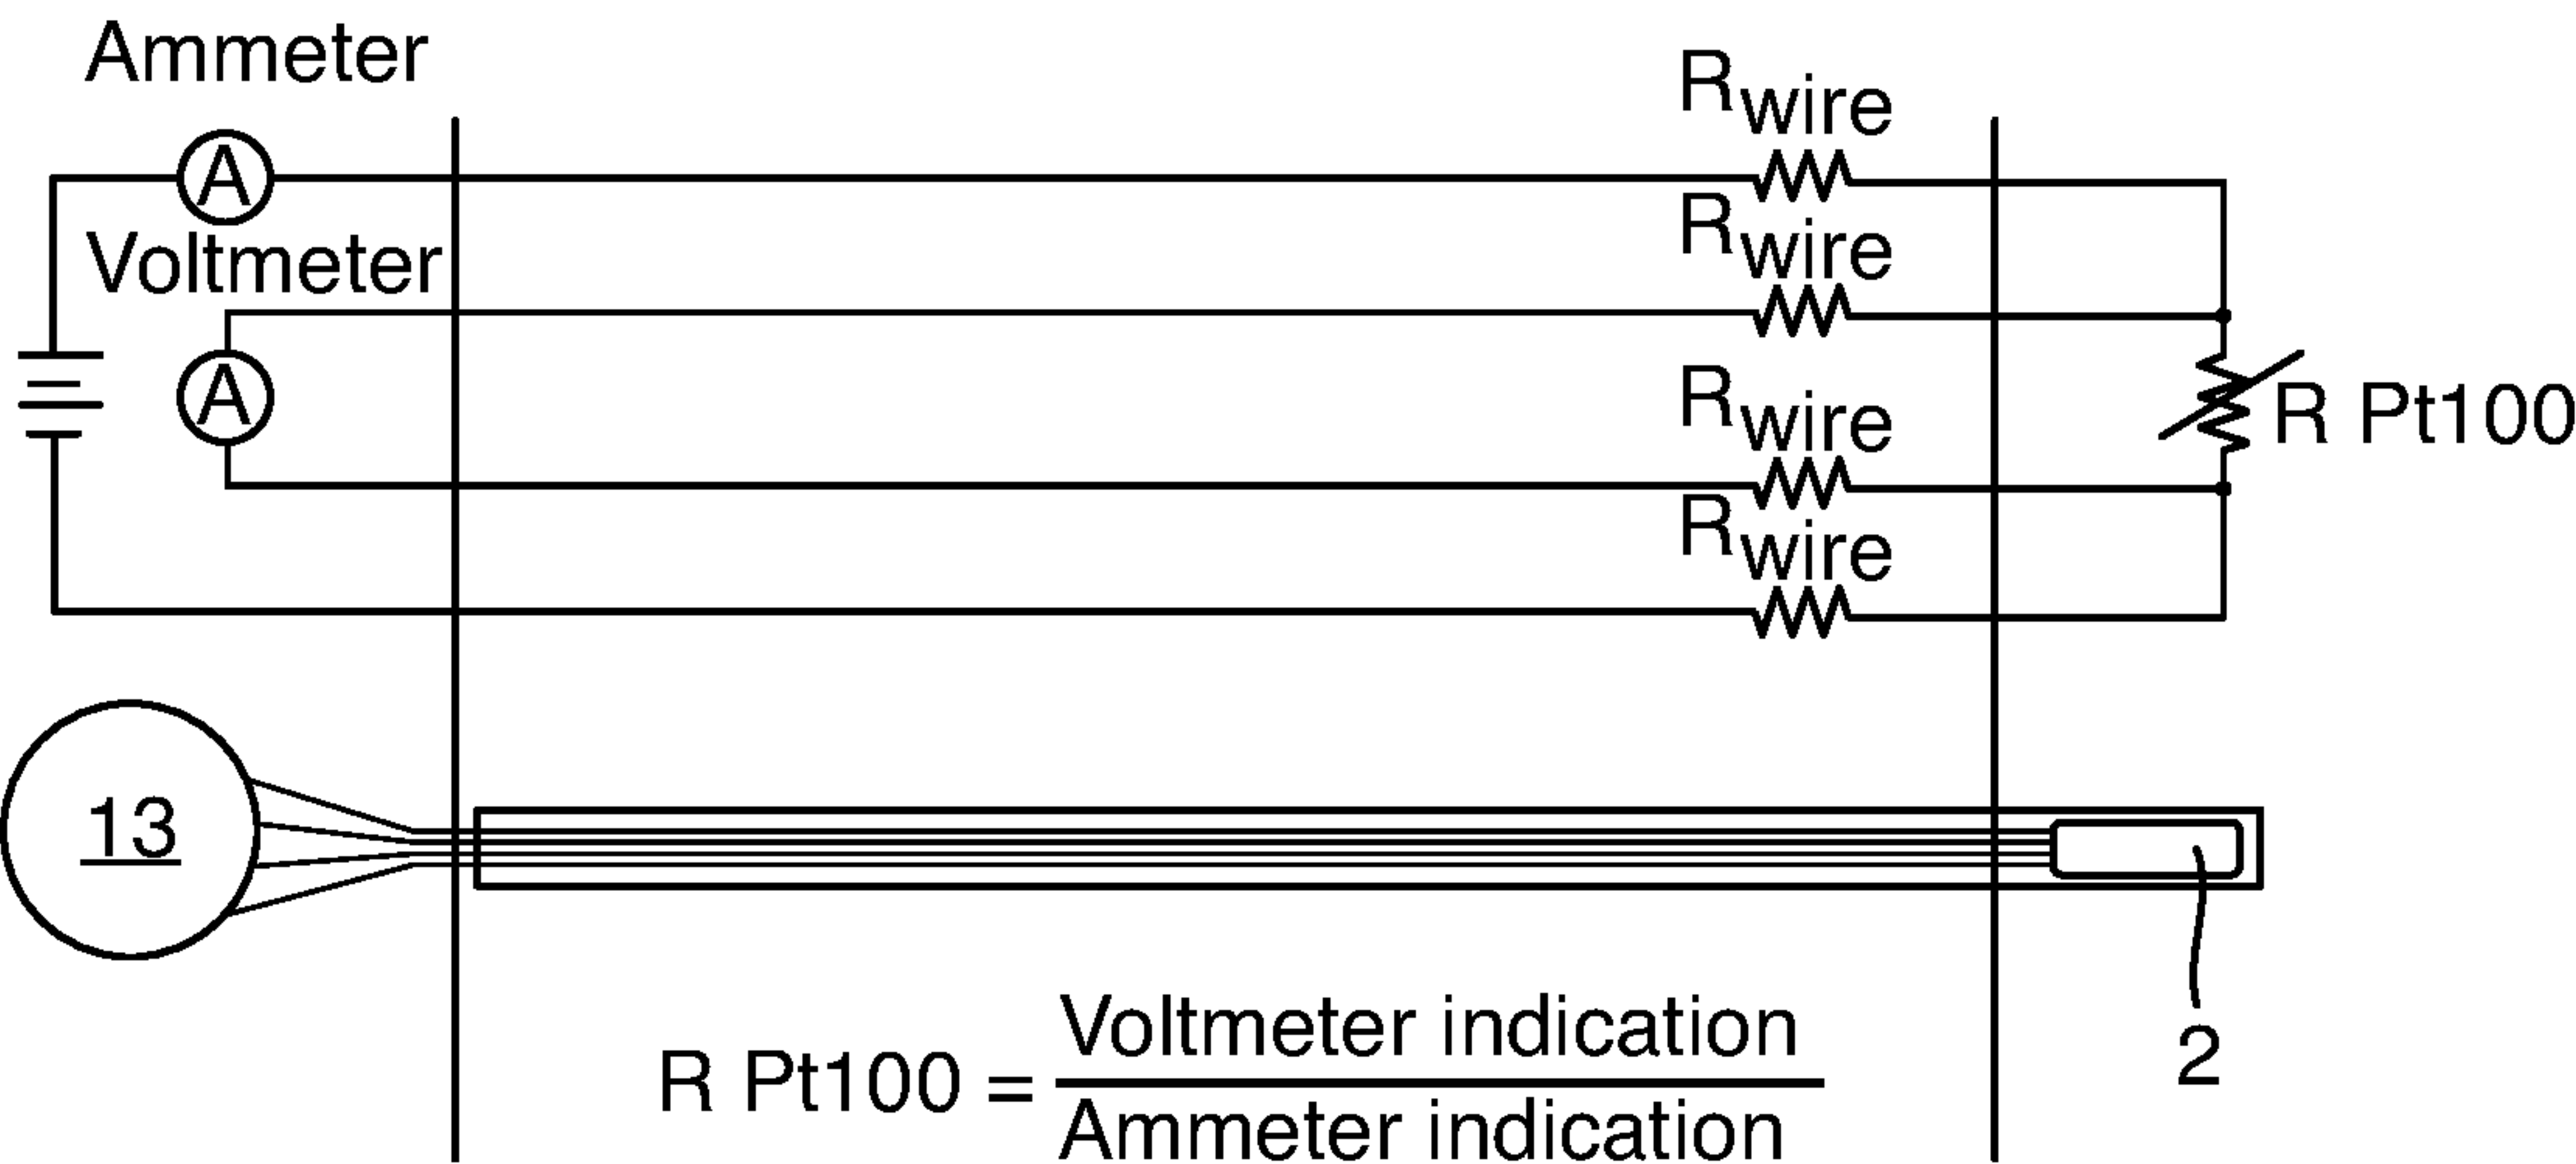 Ammeter
A
Rwire
Voltmeter
Rwire
A
Rwire
R Pt100
Rwire
13
R Pt100 = Voltmeter indication
Ammeter indication
2